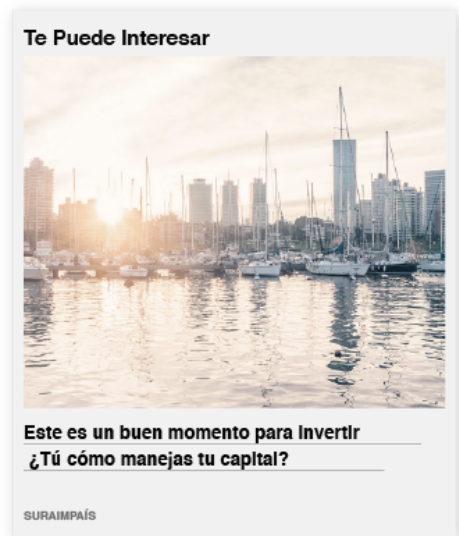 Te Puede Interesar
Este es un buen momento para invertir
¿Tú cómo manejas tu capital?
SURAIMPAÍS